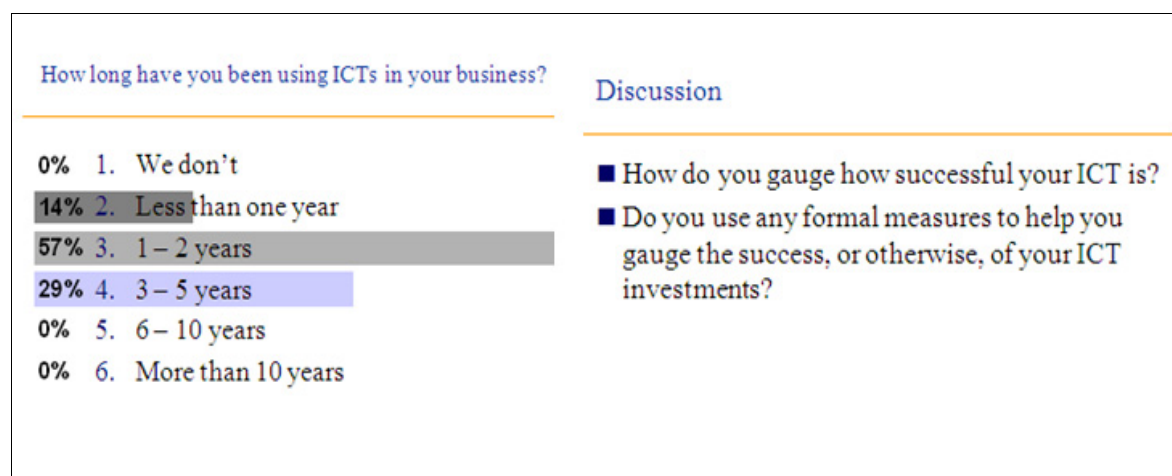 How long have you been using ICTs in your business?
0% 1. We don't
14% 2. Less than one year
57% 3. 1 – 2 years
29% 4. 3 – 5 years
0% 5. 6 – 10 years
0% 6. More than 10 years
Discussion
■ How do you gauge how successful your ICT is?
■ Do you use any formal measures to help you
gauge the success, or otherwise, of your ICT
investments?